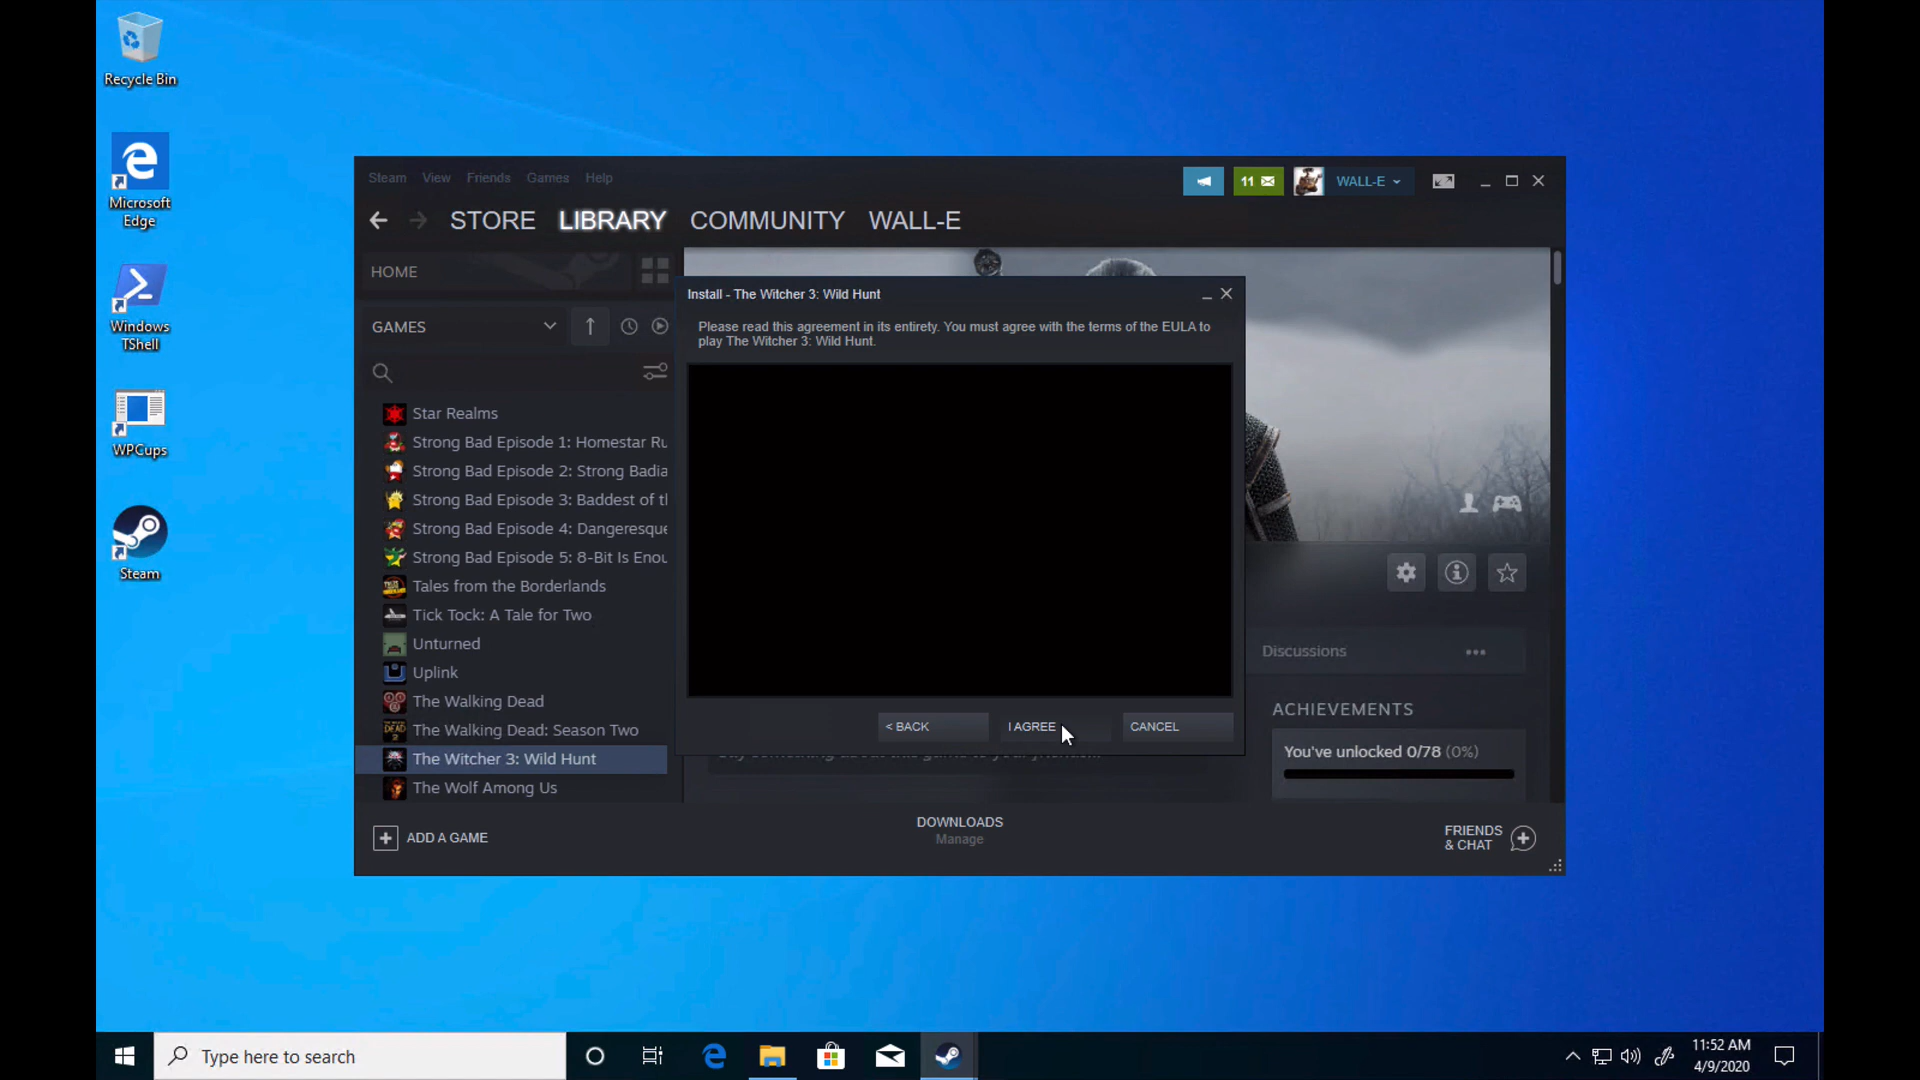 Recycle Bin
Microsoft
Edge
Windows
TShell
WPCups
Steam
Steam View Friends Games Help
11
WALL-E
STORE LIBRARY COMMUNITY WALL-E
HOME
GAMES
Star Realms
Strong Bad Episode 1: Homestar Ru
Strong Bad Episode 2: Strong Badia
Strong Bad Episode 3: Baddest of tl
Strong Bad Episode 4: Dangeresque
Strong Bad Episode 5: 8-Bit Is Enou
Tales from the Borderlands
Tick Tock: A Tale for Two
Unturned
Uplink
The Walking Dead
The Walking Dead: Season Two
The Witcher 3: Wild Hunt
The Wolf Among Us
Install - The Witcher 3: Wild Hunt
Please read this agreement in its entirety. You must agree with the terms of the EULA to
play The Witcher 3: Wild Hunt.
< BACK
I AGREE
CANCEL
Discussions
ACHIEVEMENTS
You've unlocked 0/78 (0%)
ADD A GAME
DOWNLOADS
Manage
FRIENDS
& CHAT
Type here to search
11:52 AM
4/9/2020